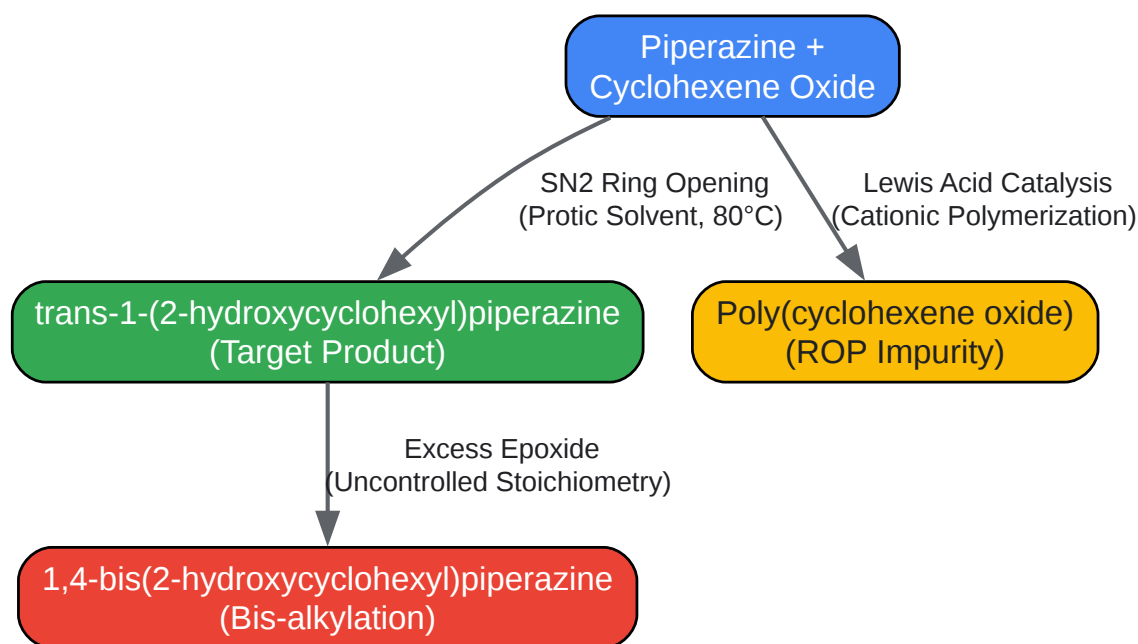 Piperazine +
Cyclohexene Oxide
SN2 Ring Opening
(Protic Solvent, 80°C)
Lewis Acid Catalysis
(Cationic Polymerization)
trans-1-(2-hydroxycyclohexyl)piperazine
(Target Product)
Poly(cyclohexene oxide)
(ROP Impurity)
Excess Epoxide
(Uncontrolled Stoichiometry)
1,4-bis(2-hydroxycyclohexyl)piperazine
(Bis-alkylation)